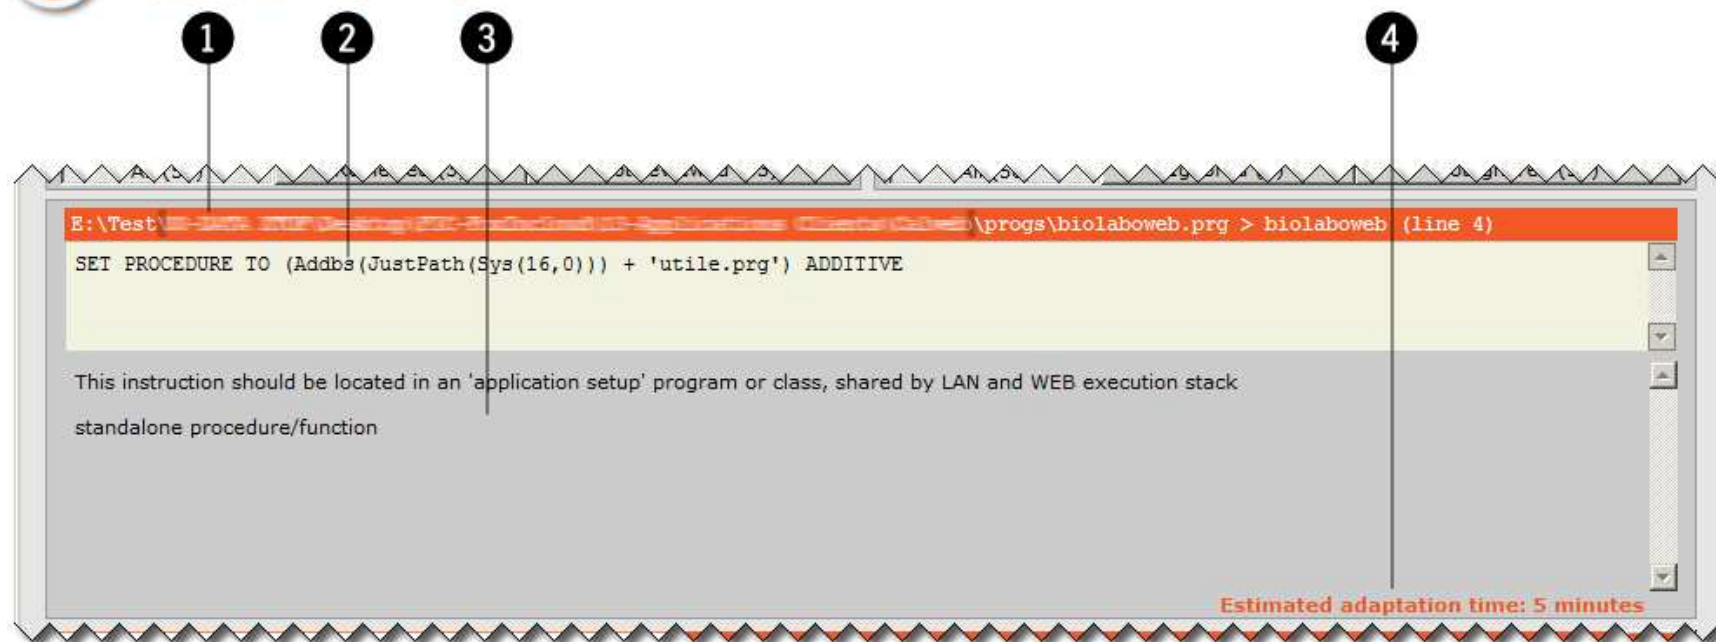 1 2 3 4
E:\Test\ \progs\biolaboweb.prg > biolaboweb (line 4)
SET PROCEDURE TO (Addbs(JustPath(Sys(16,0))) + 'utile.prg') ADDITIVE
This instruction should be located in an 'application setup' program or class, shared by LAN and WEB execution stack
standalone procedure/function
Estimated adaptation time: 5 minutes